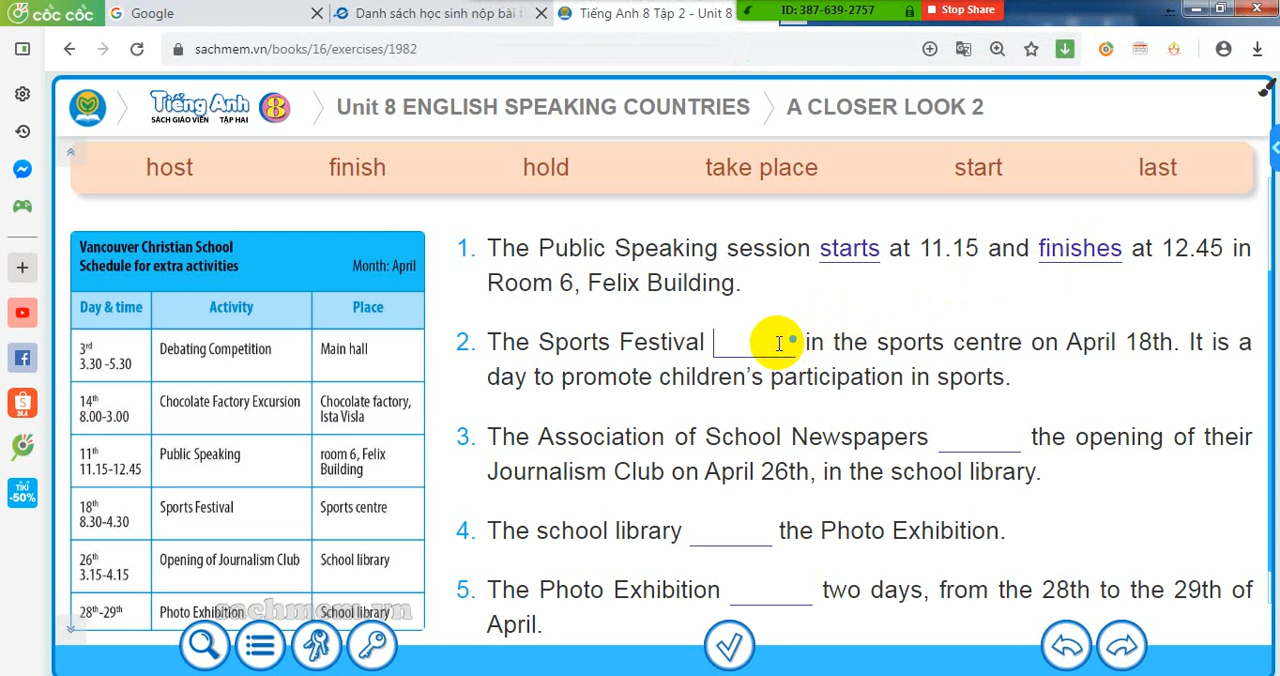 cốc cốc
Google
Danh sách học sinh nộp bài t
Tiếng Anh 8 Tập 2 - Unit 8
ID: 387-639-2757
Stop Share
sachmem.vn/books/16/exercises/1982
Tiếng Anh 8
SÁCH GIÁO VIÊN TẬP HAI
Unit 8 ENGLISH SPEAKING COUNTRIES
A CLOSER LOOK 2
host finish hold take place start last
Vancouver Christian School
Schedule for extra activities Month: April
Day & time Activity Place
3rd
3.30 -5.30
Debating Competition
Main hall
14th
8.00-3.00
Chocolate Factory Excursion
Chocolate factory,
Ista Visla
11th
11.15-12.45
Public Speaking
room 6, Felix
Building
18th
8.30-4.30
Sports Festival
Sports centre
26th
3.15-4.15
Opening of Journalism Club
School library
28th-29th
Photo Exhibition
School library
sachmem.vn
1. The Public Speaking session starts at 11.15 and finishes at 12.45 in
Room 6, Felix Building.
2. The Sports Festival in the sports centre on April 18th. It is a
day to promote children's participation in sports.
3. The Association of School Newspapers the opening of their
Journalism Club on April 26th, in the school library.
4. The school library the Photo Exhibition.
5. The Photo Exhibition two days, from the 28th to the 29th of
April.
TIKI
-50%